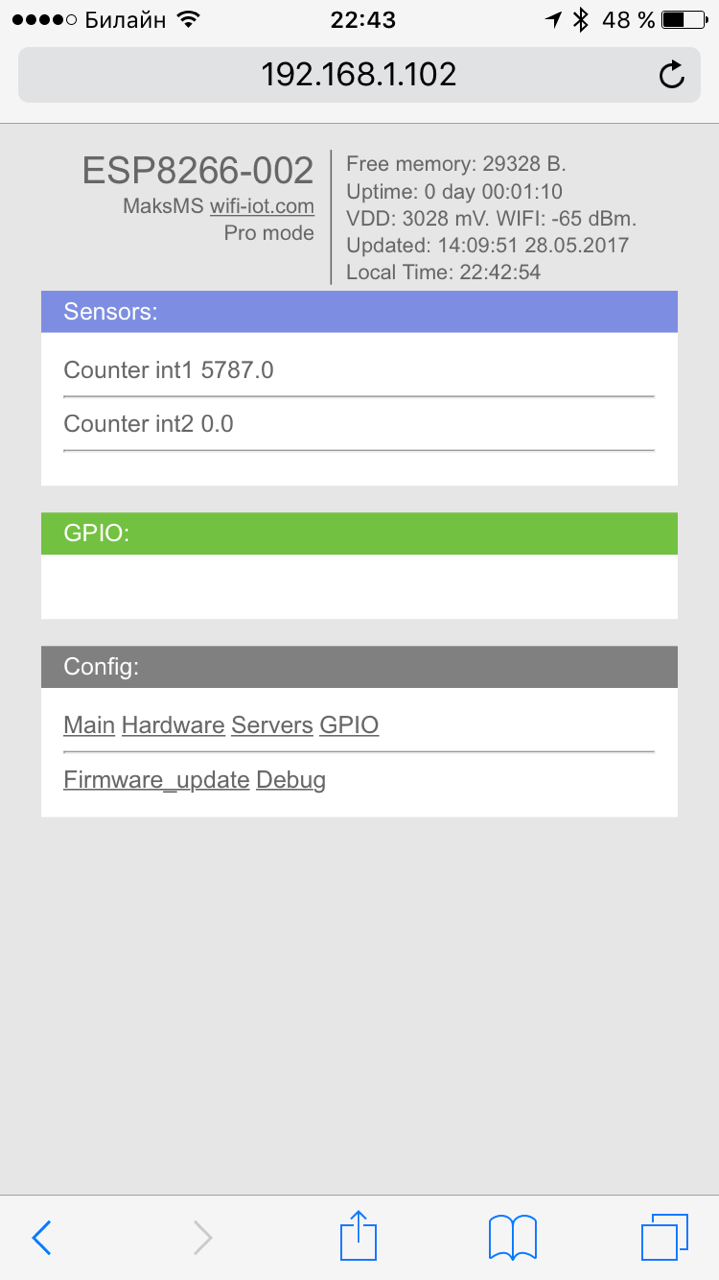 Билайн 22:43 48 %
192.168.1.102
ESP8266-002
MaksMS wifi-iot.com
Pro mode
Free memory: 29328 B.
Uptime: 0 day 00:01:10
VDD: 3028 mV. WIFI: -65 dBm.
Updated: 14:09:51 28.05.2017
Local Time: 22:42:54
Sensors:
Counter int1 5787.0
Counter int2 0.0
GPIO:
Config:
Main Hardware Servers GPIO
Firmware_update Debug